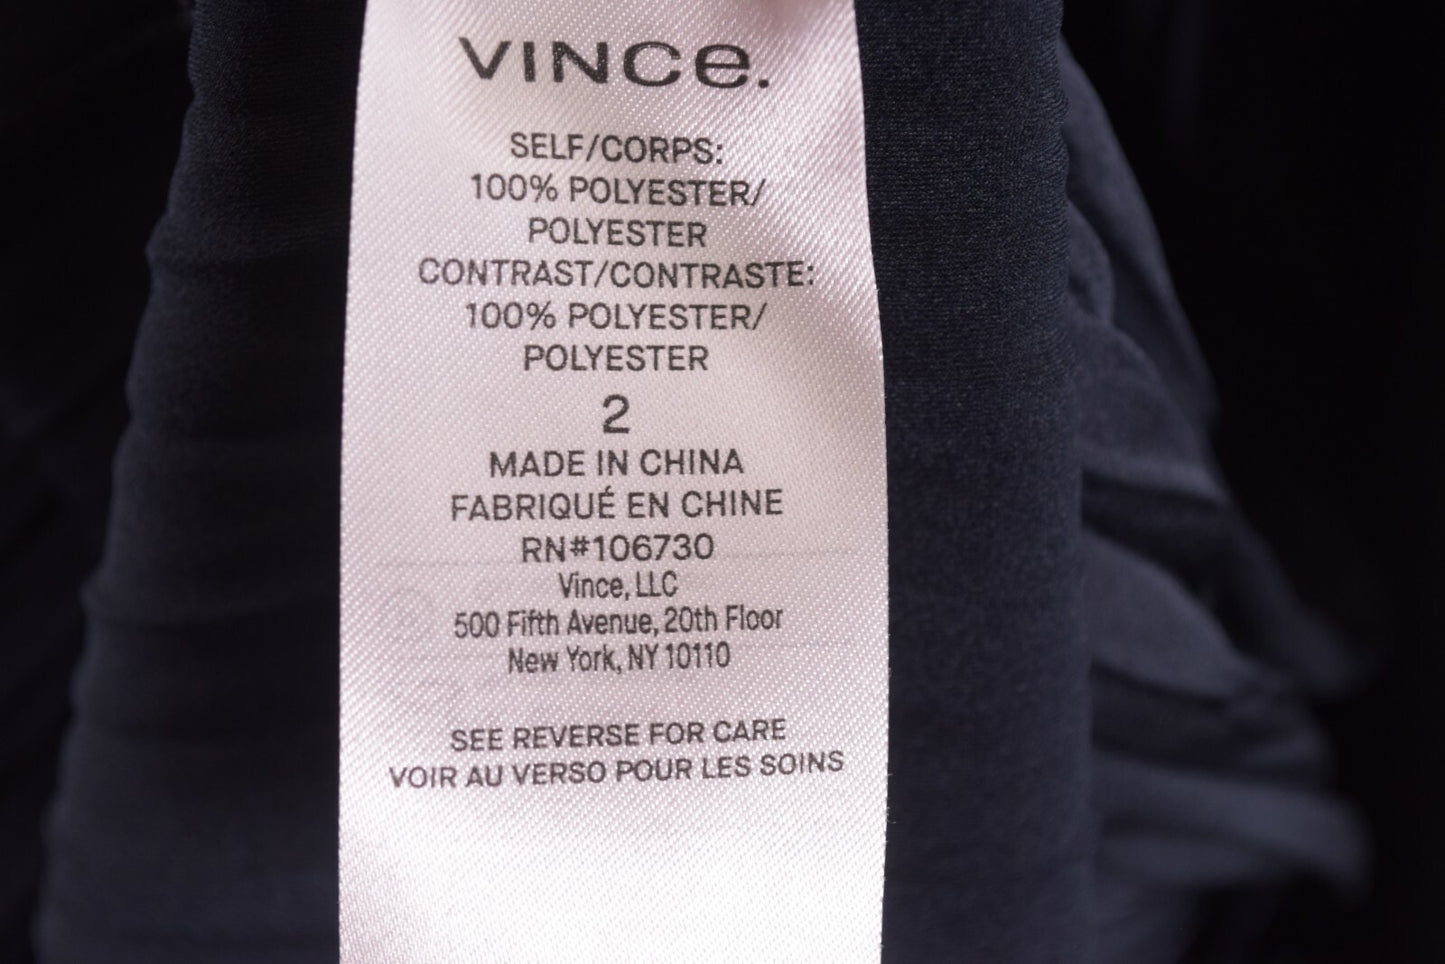 VINCE.
SELF/CORPS:
100% POLYESTER/
POLYESTER
CONTRAST/CONTRASTE:
100% POLYESTER/
POLYESTER
2
MADE IN CHINA
FABRIQUÉ EN CHINE
RN#106730
Vince, LLC
500 Fifth Avenue, 20th Floor
New York, NY 10110
SEE REVERSE FOR CARE
VOIR AU VERSO POUR LES SOINS